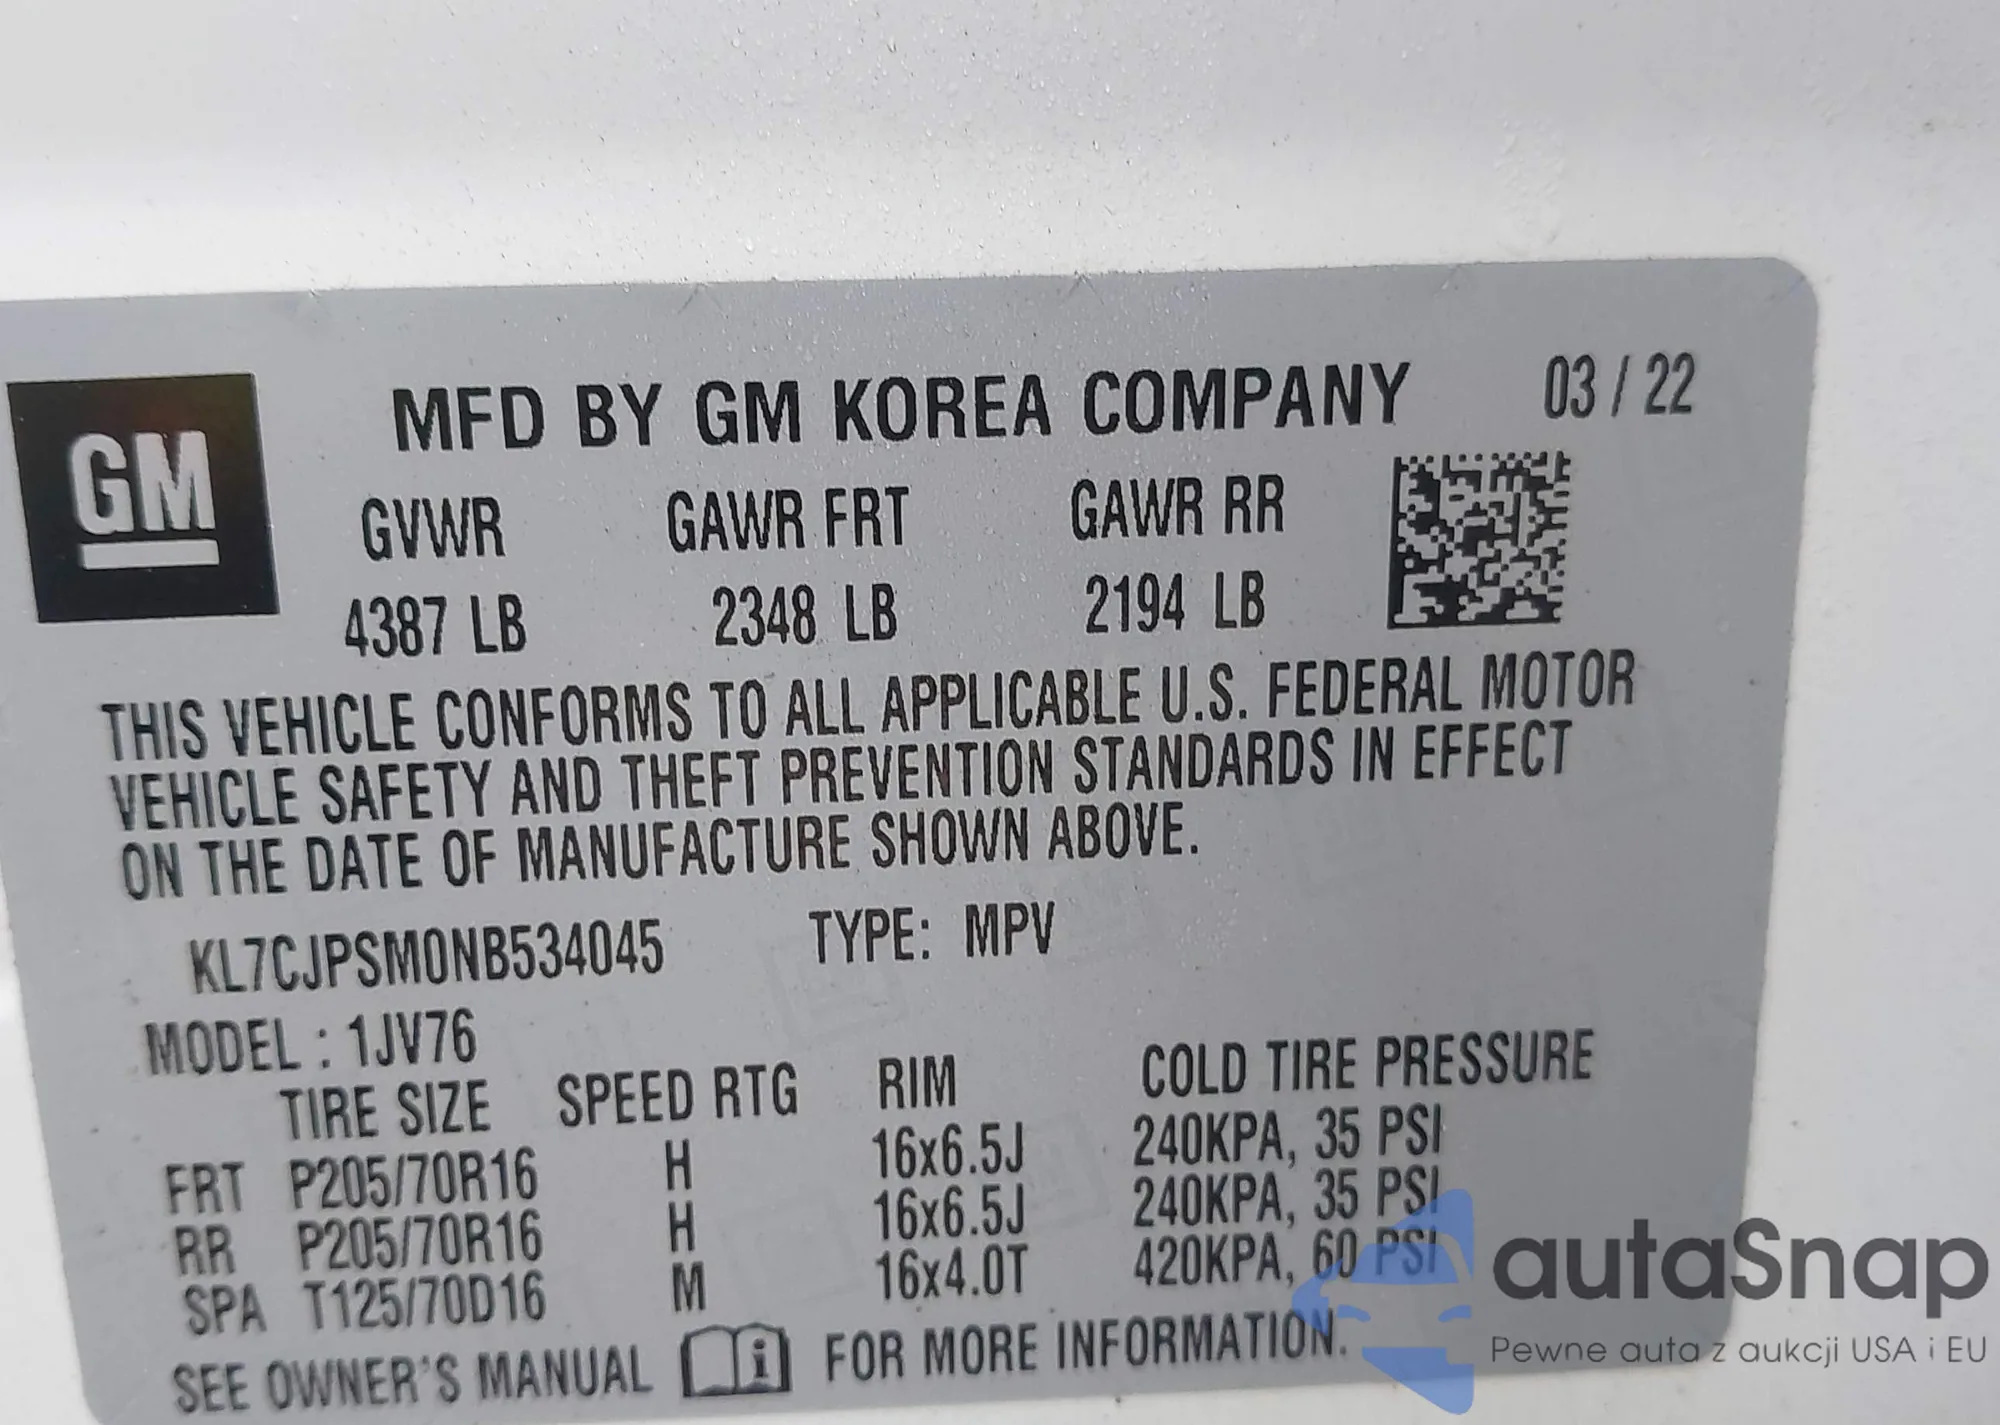 GM
MFD BY GM KOREA COMPANY 03 / 22
GVWR GAWR FRT GAWR RR
4387 LB 2348 LB 2194 LB
THIS VEHICLE CONFORMS TO ALL APPLICABLE U.S. FEDERAL MOTOR
VEHICLE SAFETY AND THEFT PREVENTION STANDARDS IN EFFECT
ON THE DATE OF MANUFACTURE SHOWN ABOVE.
KL7CJPSM0NB534045 TYPE: MPV
MODEL : 1JV76
TIRE SIZE SPEED RTG RIM COLD TIRE PRESSURE
FRT P205/70R16 H 16x6.5J 240KPA, 35 PSI
RR P205/70R16 H 16x6.5J 240KPA, 35 PSI
SPA T125/70D16 M 16x4.0T 420KPA, 60 PSI
SEE OWNER'S MANUAL i FOR MORE INFORMATION.
autaSnap
Pewne auta z aukcji USA i EU